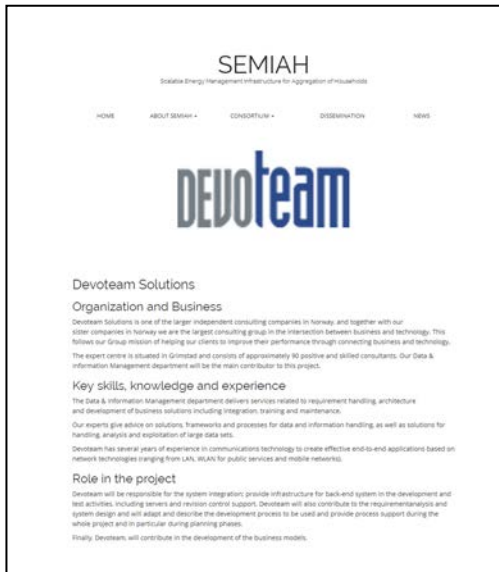 SEMIAH
Scalable Energy Management Infrastructure for Aggregation of Households
HOME ABOUT SEMIAH CONSORTIUM DISSEMINATION NEWS
DEVOteam
Devoteam Solutions
Organization and Business
Devoteam Solutions is one of the larger independent consulting companies in Norway, and together with our
sister companies in Norway we are the largest consulting group in the intersection between business and technology. This
follows our Group mission of helping our clients to improve their performance through connecting business and technology.
The expert centre is situated in Grimstad and consists of approximately 90 positive and skilled consultants. Our Data &
Information Management department will be the main contributor to this project.
Key skills, knowledge and experience
The Data & Information Management department delivers services related to requirement handling, architecture
and development of business solutions including integration, training and maintenance.
Our experts give advice on solutions, frameworks and processes for data and information handling, as well as solutions for
handling, analysis and exploitation of large data sets.
Devoteam has several years of experience in communications technology to create effective end-to-end applications based on
network technologies (ranging from LAN, WLAN for public services and mobile networks).
Role in the project
Devoteam will be responsible for the system integration; provide infrastructure for back-end system in the development and
test activities, including servers and revision control support. Devoteam will also contribute to the requirementanalysis and
system design and will adapt and describe the development process to be used and provide process support during the
whole project and in particular during planning phases.
Finally, Devoteam, will contribute in the development of the business models.